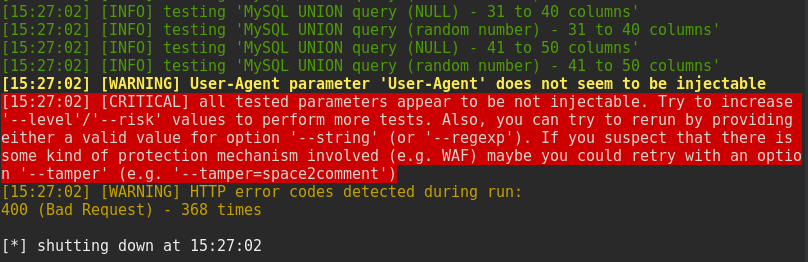 [15:27:02] [INFO] testing 'MySQL UNION query (NULL) - 31 to 40 columns'
[15:27:02] [INFO] testing 'MySQL UNION query (random number) - 31 to 40 columns'
[15:27:02] [INFO] testing 'MySQL UNION query (NULL) - 41 to 50 columns'
[15:27:02] [INFO] testing 'MySQL UNION query (random number) - 41 to 50 columns'
[15:27:02] [WARNING] User-Agent parameter 'User-Agent' does not seem to be injectable
[15:27:02] [CRITICAL] all tested parameters appear to be not injectable. Try to increase
'--level'/'--risk' values to perform more tests. Also, you can try to rerun by providing
either a valid value for option '--string' (or '--regexp'). If you suspect that there is
some kind of protection mechanism involved (e.g. WAF) maybe you could retry with an optio
n '--tamper' (e.g. '--tamper=space2comment')
[15:27:02] [WARNING] HTTP error codes detected during run:
400 (Bad Request) - 368 times
[*] shutting down at 15:27:02